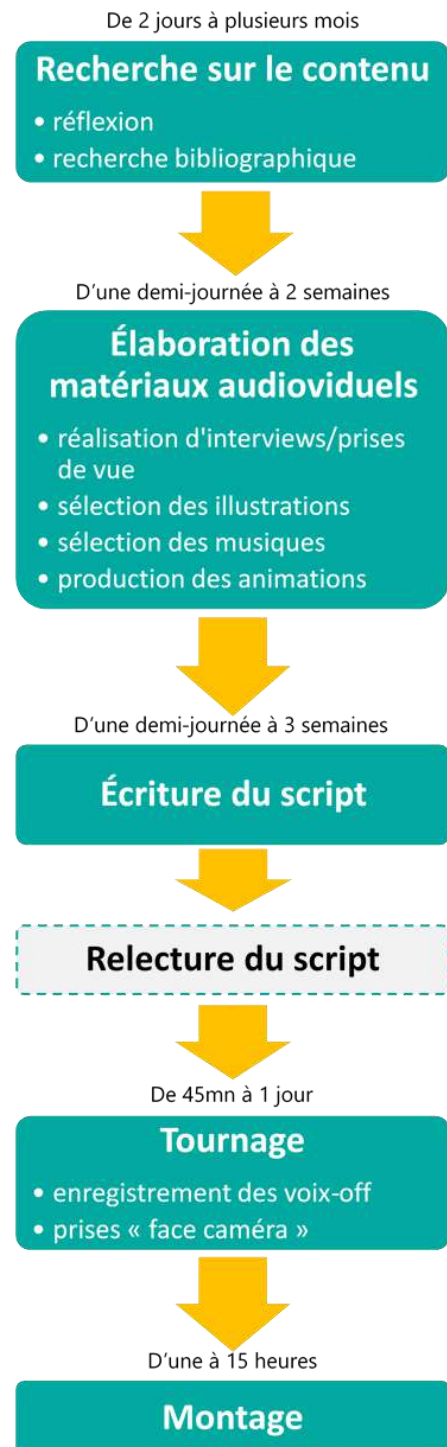 De 2 jours à plusieurs mois
Recherche sur le contenu
• réflexion
• recherche bibliographique
D'une demi-journée à 2 semaines
Élaboration des
matériaux audioviduels
• réalisation d'interviews/prises
de vue
• sélection des illustrations
• sélection des musiques
• production des animations
D'une demi-journée à 3 semaines
Écriture du script
Relecture du script
De 45mn à 1 jour
Tournage
• enregistrement des voix-off
• prises « face caméra »
D'une à 15 heures
Montage